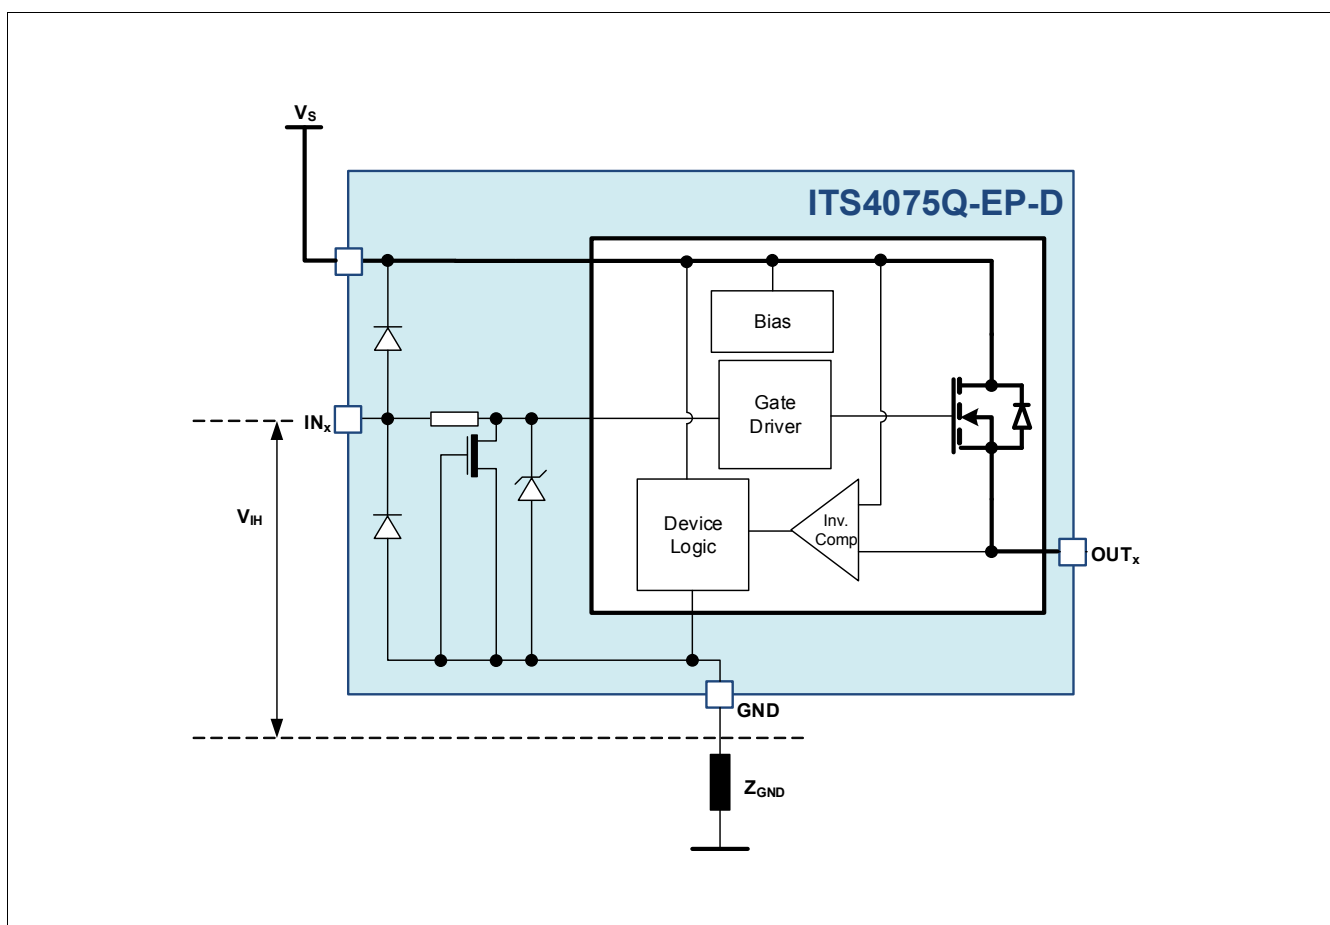 VS
ITS4075Q-EP-D
Bias
INx
Gate
Driver
VIH
Device
Logic
Inv.
Comp
OUTx
GND
ZGND